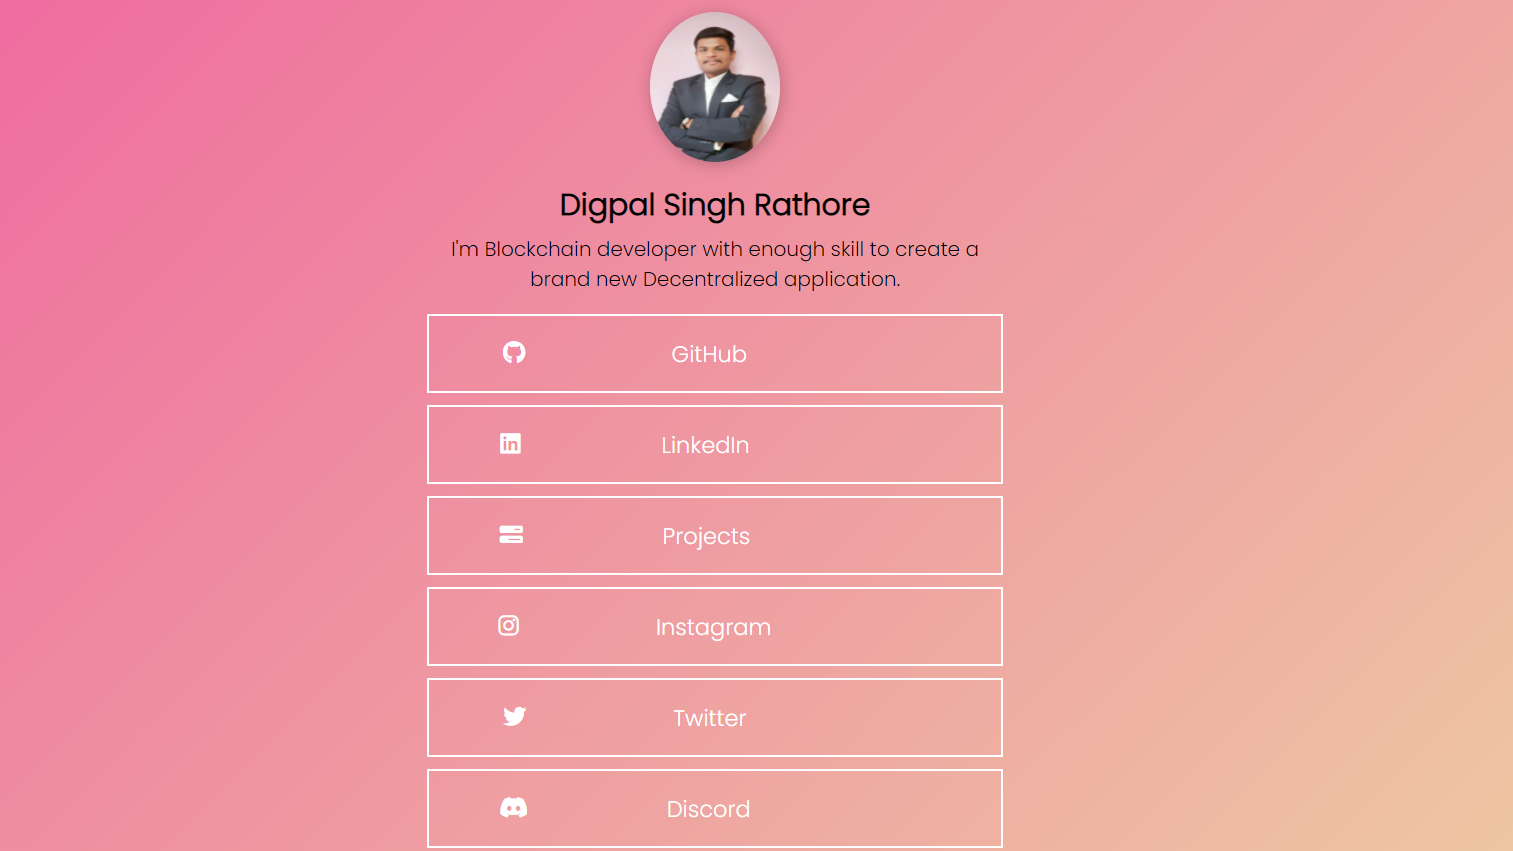 Digpal Singh Rathore
I'm Blockchain developer with enough skill to create a
brand new Decentralized application.
GitHub
LinkedIn
Projects
Instagram
Twitter
Discord